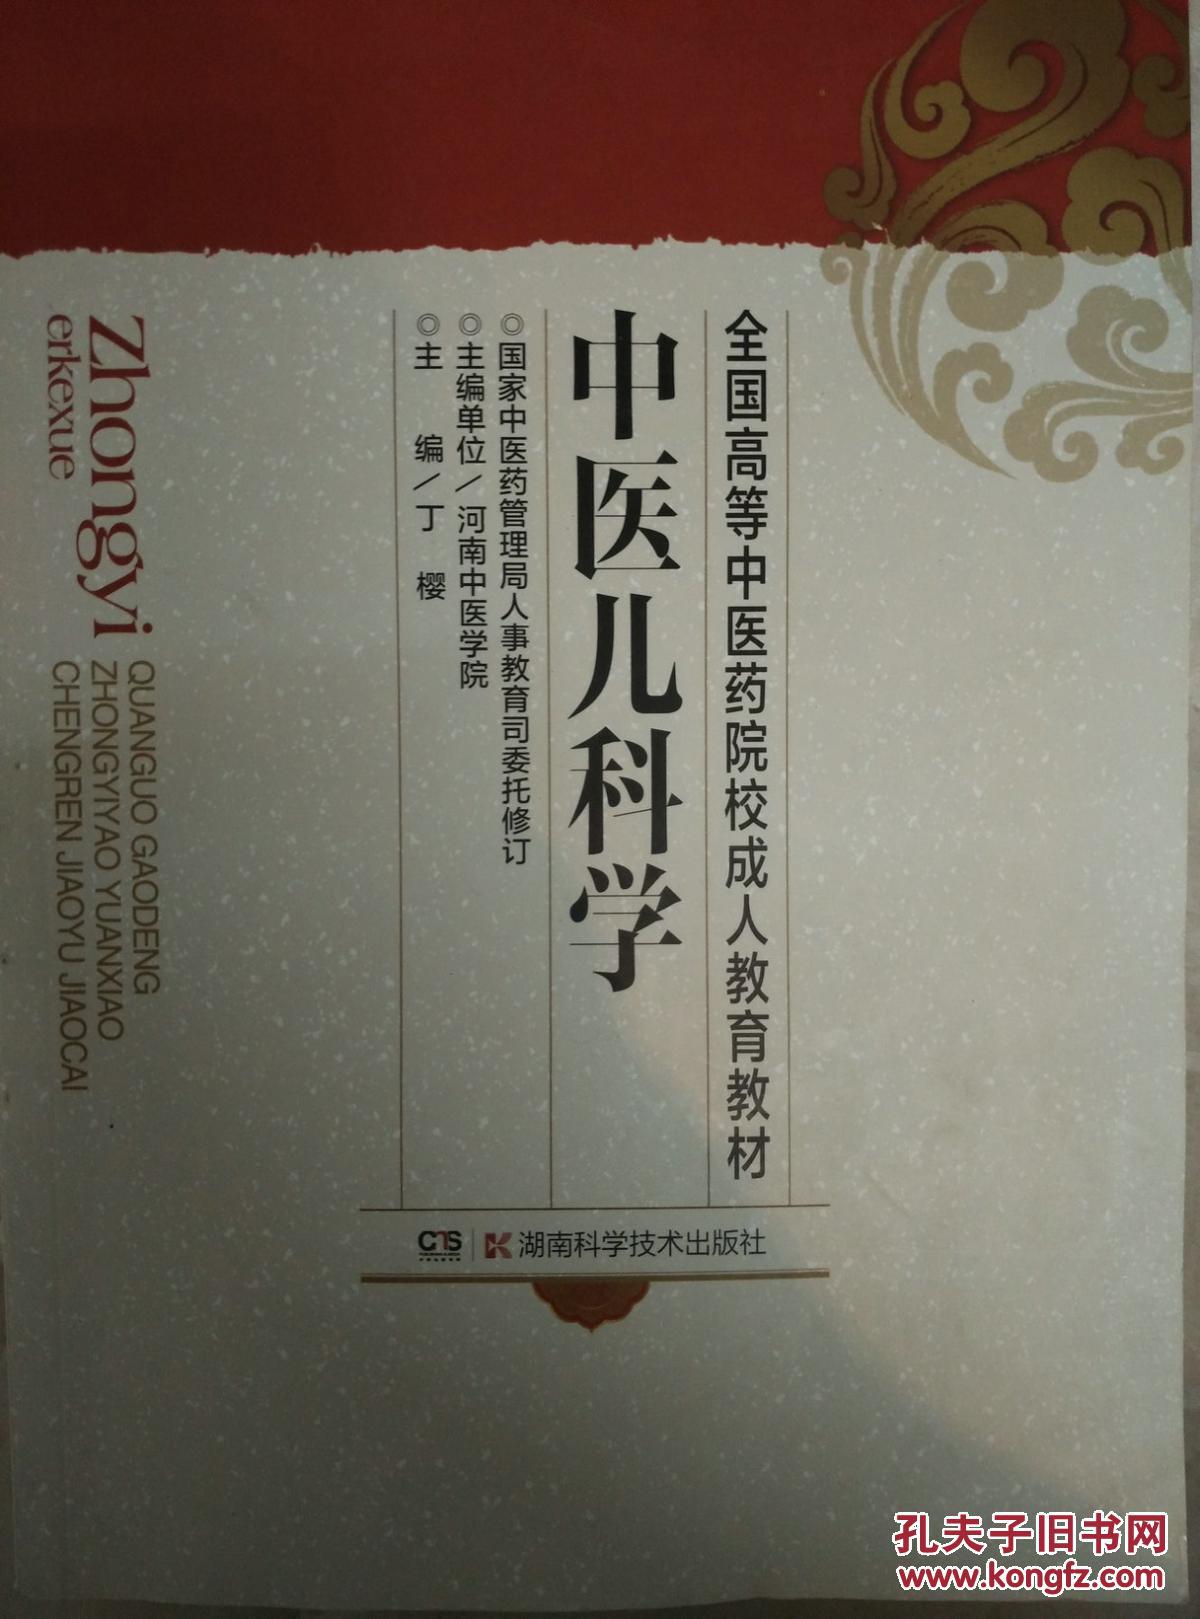 全国高等中医药院校成人教育教材
中医儿科学
◎国家中医药管理局人事教育司委托修订
◎主编单位/河南中医学院
◎主 编/丁 樱
Zhongyi
erkexue
QUANGUO GAODENG
ZHONGYIYAO YUANXIAO
CHENGREN JIAOYU JIAOCAI
湖南科学技术出版社
孔夫子旧书网
www.kongfz.com